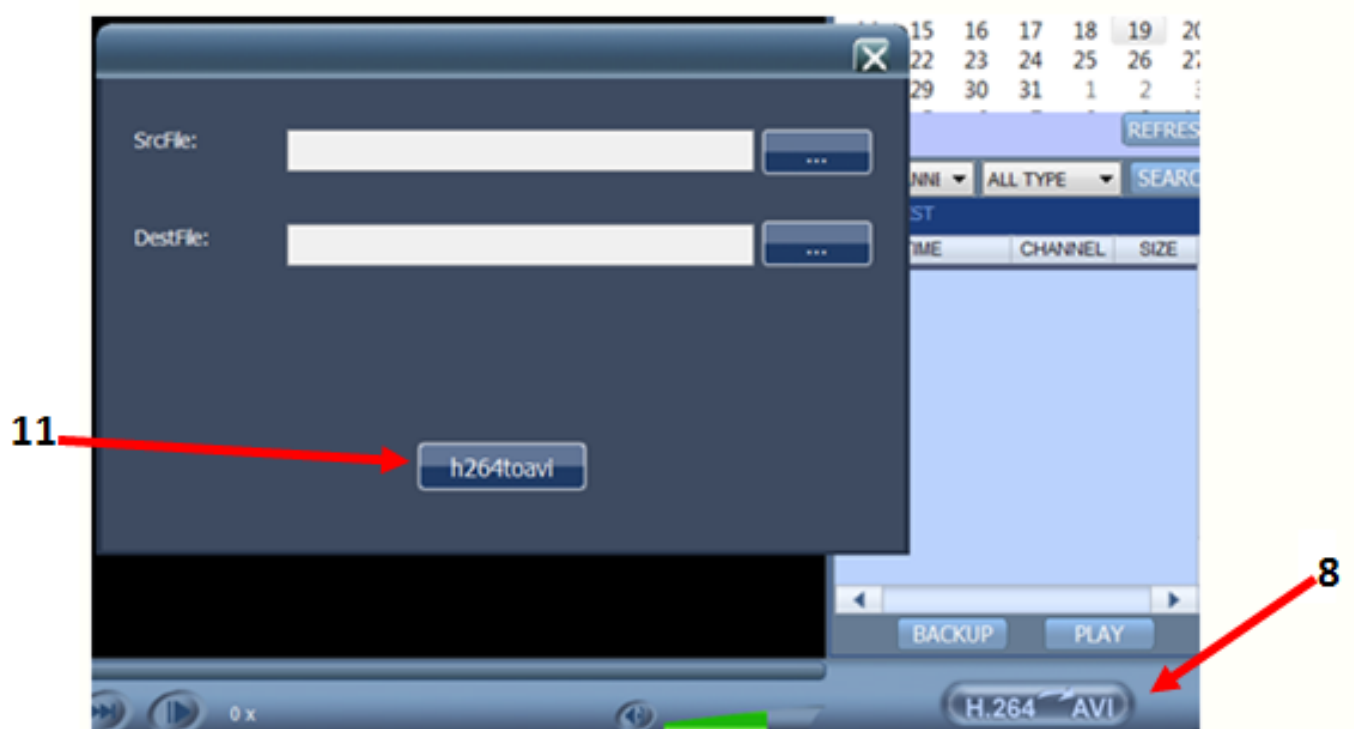 15 16 17 18 19
22 23 24 25 26
29 30 31 1 2
SrcFile:
...
ALL TYPE
DestFile:
...
CHANNEL SIZE
11
h264toavi
8
BACKUP PLAY
0 x
H.264 AVI